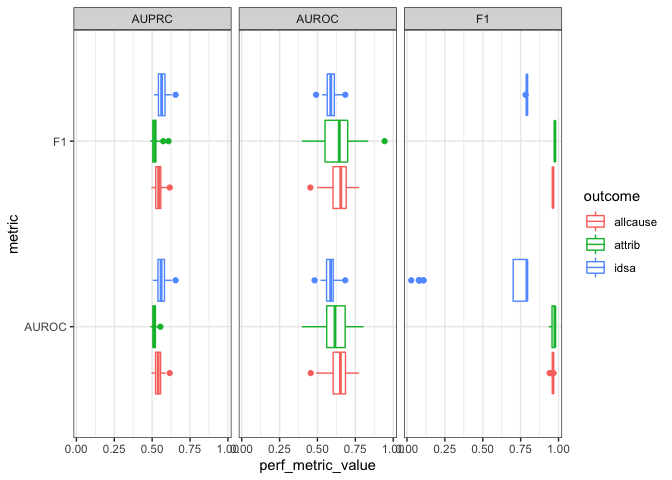 AUPRC AUROC F1
F1
AUROC
metric
0.00 0.25 0.50 0.75 1.00 0.00 0.25 0.50 0.75 1.00 0.00 0.25 0.50 0.75 1.00
perf_metric_value
outcome
allcause
attrib
idsa